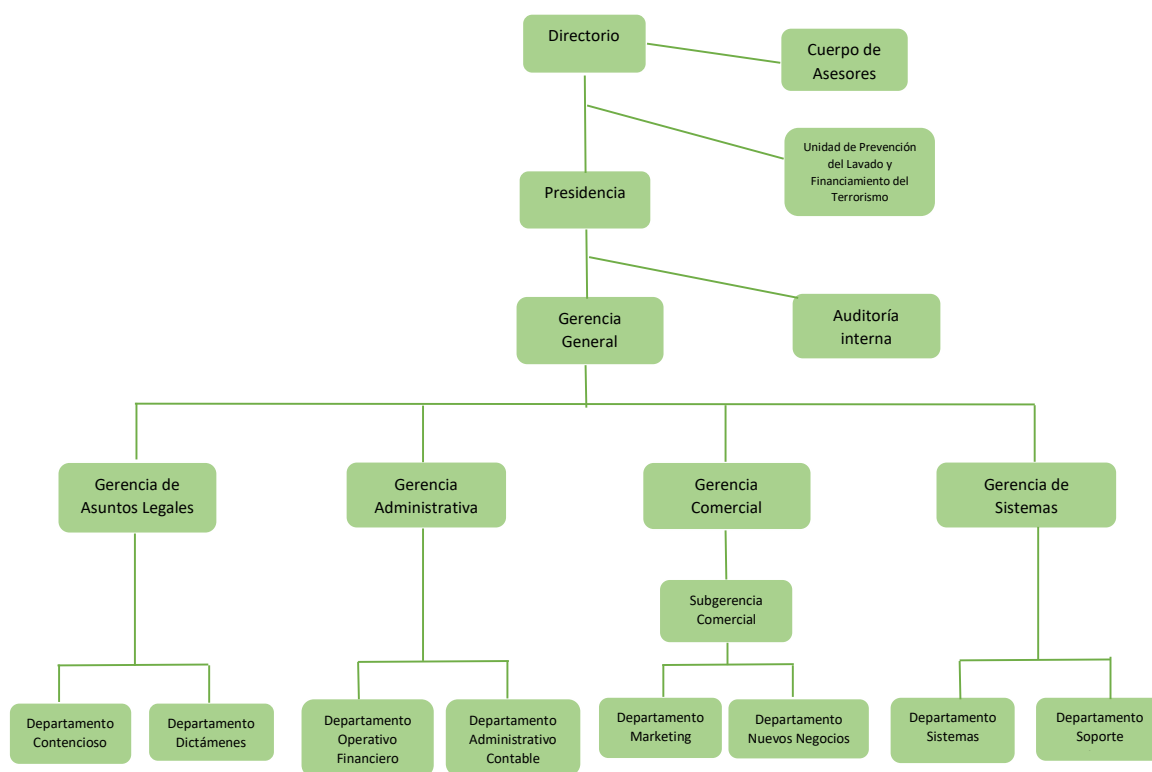 Directorio
Cuerpo de
Asesores
Unidad de Prevención
del Lavado y
Financiamiento del
Terrorismo
Presidencia
Gerencia
General
Auditoría
interna
Gerencia de
Asuntos Legales
Gerencia
Administrativa
Gerencia
Comercial
Gerencia de
Sistemas
Subgerencia
Comercial
Departamento
Contencioso
Departamento
Dictámenes
Departamento
Operativo
Financiero
Departamento
Administrativo
Contable
Departamento
Marketing
Departamento
Nuevos Negocios
Departamento
Sistemas
Departamento
Soporte